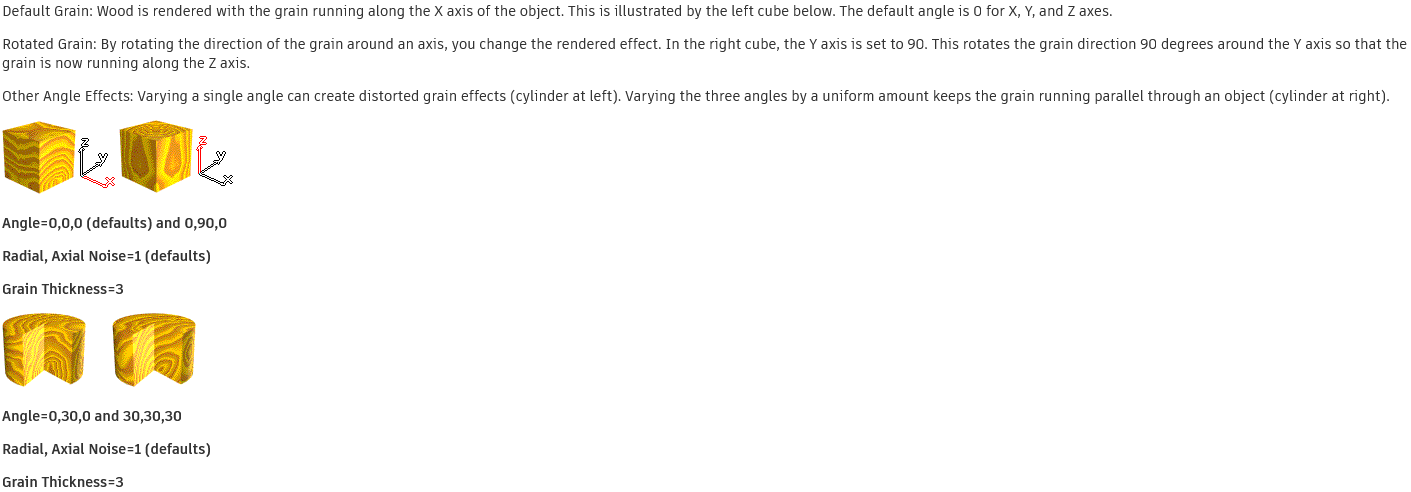 Default Grain: Wood is rendered with the grain running along the X axis of the object. This is illustrated by the left cube below. The default angle is 0 for X, Y, and Z axes.
Rotated Grain: By rotating the direction of the grain around an axis, you change the rendered effect. In the right cube, the Y axis is set to 90. This rotates the grain direction 90 degrees around the Y axis so that the
grain is now running along the Z axis.
Other Angle Effects: Varying a single angle can create distorted grain effects (cylinder at left). Varying the three angles by a uniform amount keeps the grain running parallel through an object (cylinder at right).
Z Y X Z Y X
Angle=0,0,0 (defaults) and 0,90,0
Radial, Axial Noise=1 (defaults)
Grain Thickness=3
Angle=0,30,0 and 30,30,30
Radial, Axial Noise=1 (defaults)
Grain Thickness=3